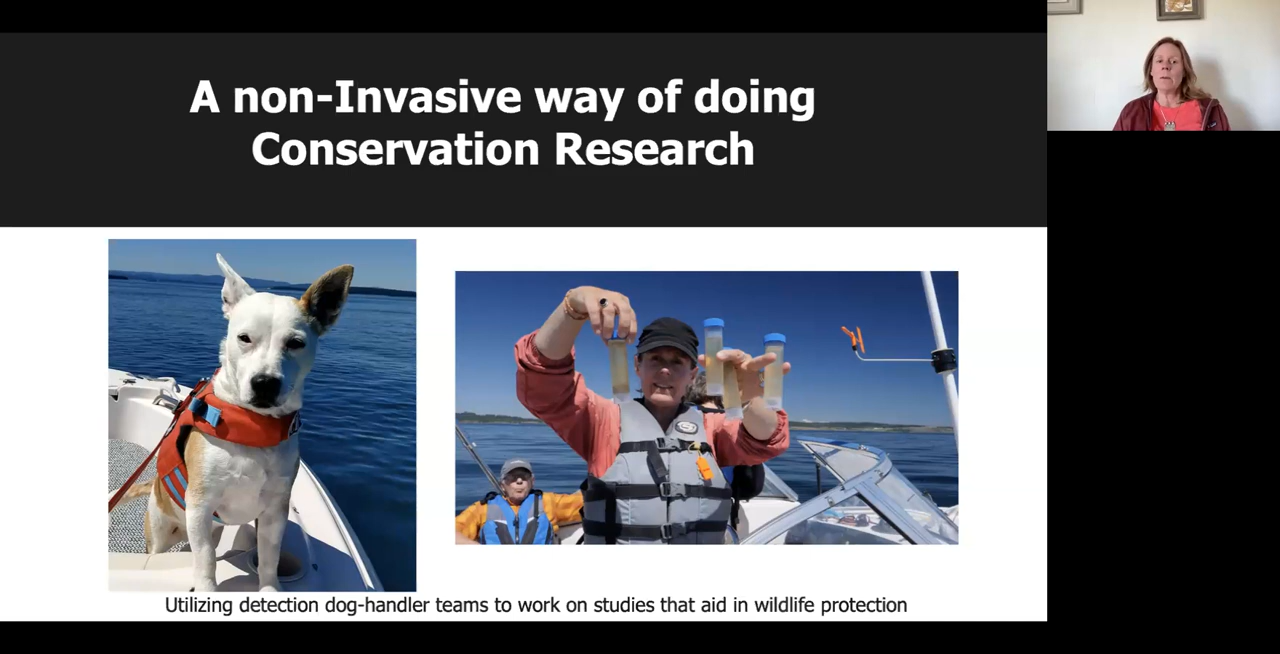 A non-Invasive way of doing
Conservation Research
Utilizing detection dog-handler teams to work on studies that aid in wildlife protection